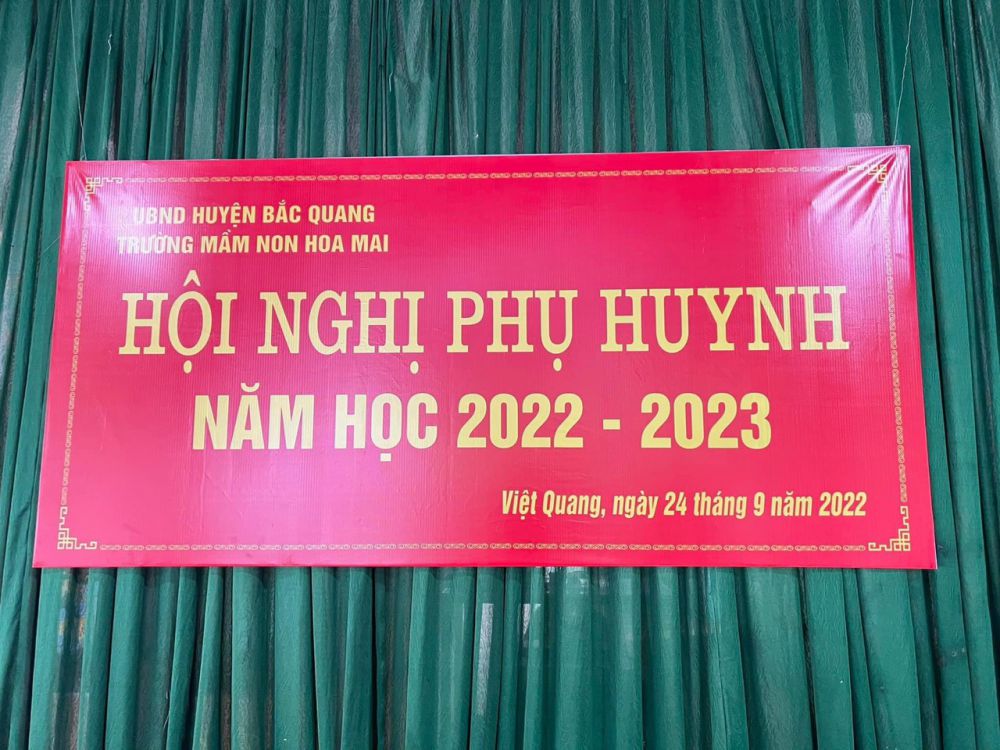 UBND HUYỆN BẮC QUANG
TRƯỜNG MẦM NON HOA MAI
HỘI NGHỊ PHỤ HUYNH
NĂM HỌC 2022 - 2023
Việt Quang, ngày 24 tháng 9 năm 2022